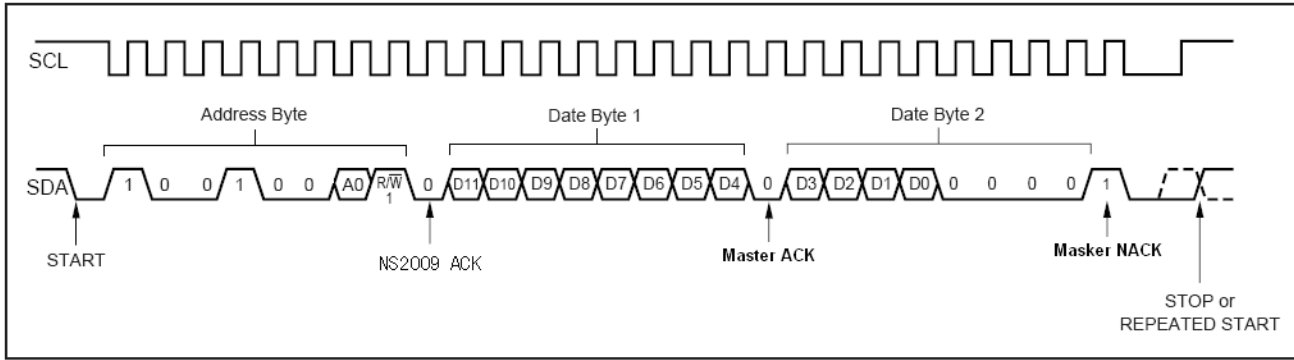 SCL
Address Byte
Date Byte 1
Date Byte 2
SDA 1 0 0 1 0 0 A0 R/W̅ 1 0 D11 D10 D9 D8 D7 D6 D5 D4 0 D3 D2 D1 D0 0 0 0 0 1
START
NS2009 ACK
Master ACK
Masker NACK
STOP or
REPEATED START